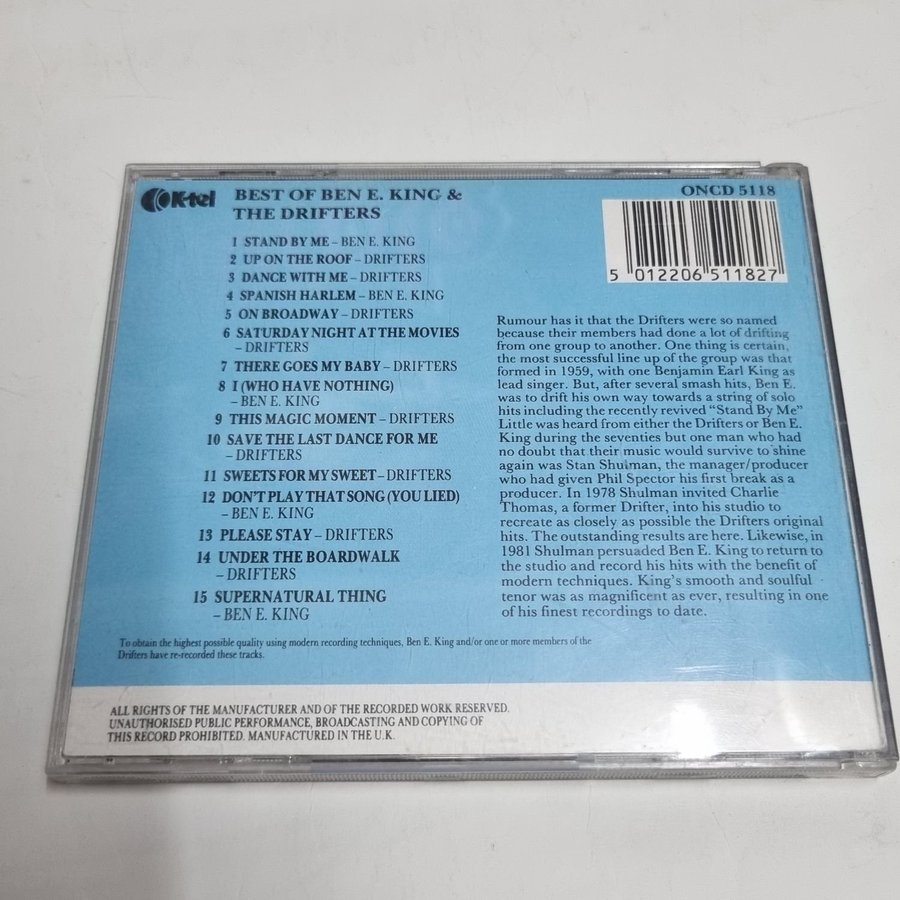 K-tel
BEST OF BEN E. KING &
THE DRIFTERS
1 STAND BY ME – BEN E. KING
2 UP ON THE ROOF – DRIFTERS
3 DANCE WITH ME – DRIFTERS
4 SPANISH HARLEM – BEN E. KING
5 ON BROADWAY – DRIFTERS
6 SATURDAY NIGHT AT THE MOVIES
– DRIFTERS
7 THERE GOES MY BABY – DRIFTERS
8 I (WHO HAVE NOTHING)
– BEN E. KING
9 THIS MAGIC MOMENT – DRIFTERS
10 SAVE THE LAST DANCE FOR ME
– DRIFTERS
11 SWEETS FOR MY SWEET – DRIFTERS
12 DON'T PLAY THAT SONG (YOU LIED)
– BEN E. KING
13 PLEASE STAY – DRIFTERS
14 UNDER THE BOARDWALK
– DRIFTERS
15 SUPERNATURAL THING
– BEN E. KING
ONCD 5118
5 012206 511827
Rumour has it that the Drifters were so named
because their members had done a lot of drifting
from one group to another. One thing is certain,
the most successful line up of the group was that
formed in 1959, with one Benjamin Earl King as
lead singer. But, after several smash hits, Ben E.
was to drift his own way towards a string of solo
hits including the recently revived "Stand By Me"
Little was heard from either the Drifters or Ben E.
King during the seventies but one man who had
no doubt that their music would survive to shine
again was Stan Shulman, the manager/producer
who had given Phil Spector his first break as a
producer. In 1978 Shulman invited Charlie
Thomas, a former Drifter, into his studio to
recreate as closely as possible the Drifters original
hits. The outstanding results are here. Likewise, in
1981 Shulman persuaded Ben E. King to return to
the studio and record his hits with the benefit of
modern techniques. King's smooth and soulful
tenor was as magnificent as ever, resulting in one
of his finest recordings to date.
To obtain the highest possible quality using modern recording techniques, Ben E. King and/or one or more members of the
Drifters have re-recorded these tracks.
ALL RIGHTS OF THE MANUFACTURER AND OF THE RECORDED WORK RESERVED.
UNAUTHORISED PUBLIC PERFORMANCE, BROADCASTING AND COPYING OF
THIS RECORD PROHIBITED. MANUFACTURED IN THE U.K.